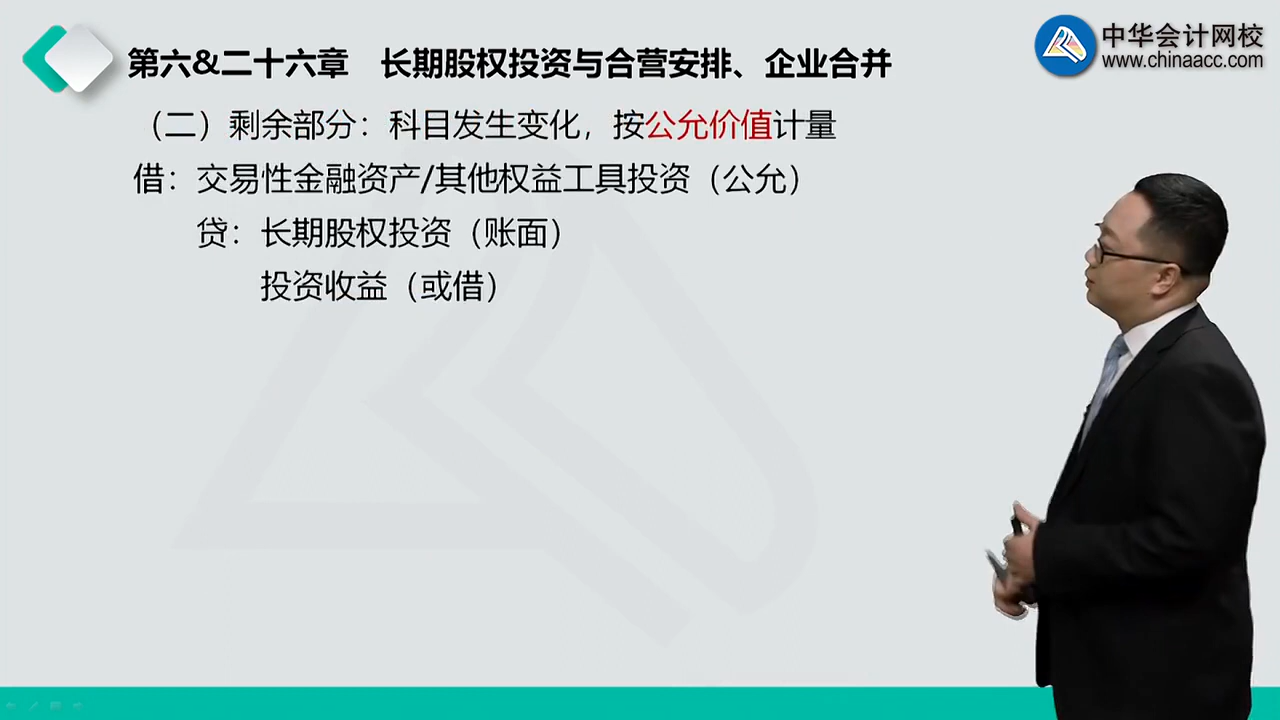 第六&二十六章 长期股权投资与合营安排、企业合并
中华会计网校
www.chinaacc.com
（二）剩余部分：科目发生变化，按公允价值计量
借：交易性金融资产/其他权益工具投资（公允）
贷：长期股权投资（账面）
投资收益（或借）